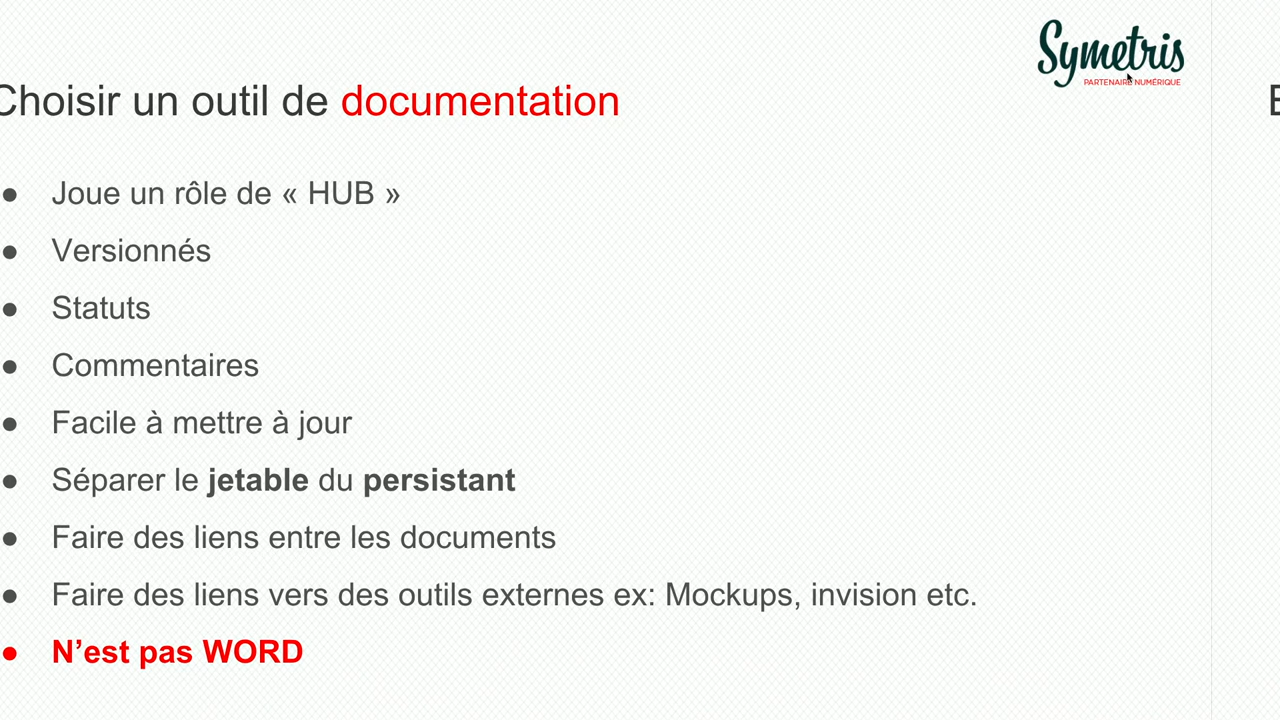 Symetris
PARTENAIRE NUMÉRIQUE
Choisir un outil de documentation
● Joue un rôle de « HUB »
● Versionnés
● Statuts
● Commentaires
● Facile à mettre à jour
● Séparer le jetable du persistant
● Faire des liens entre les documents
● Faire des liens vers des outils externes ex: Mockups, invision etc.
● N’est pas WORD